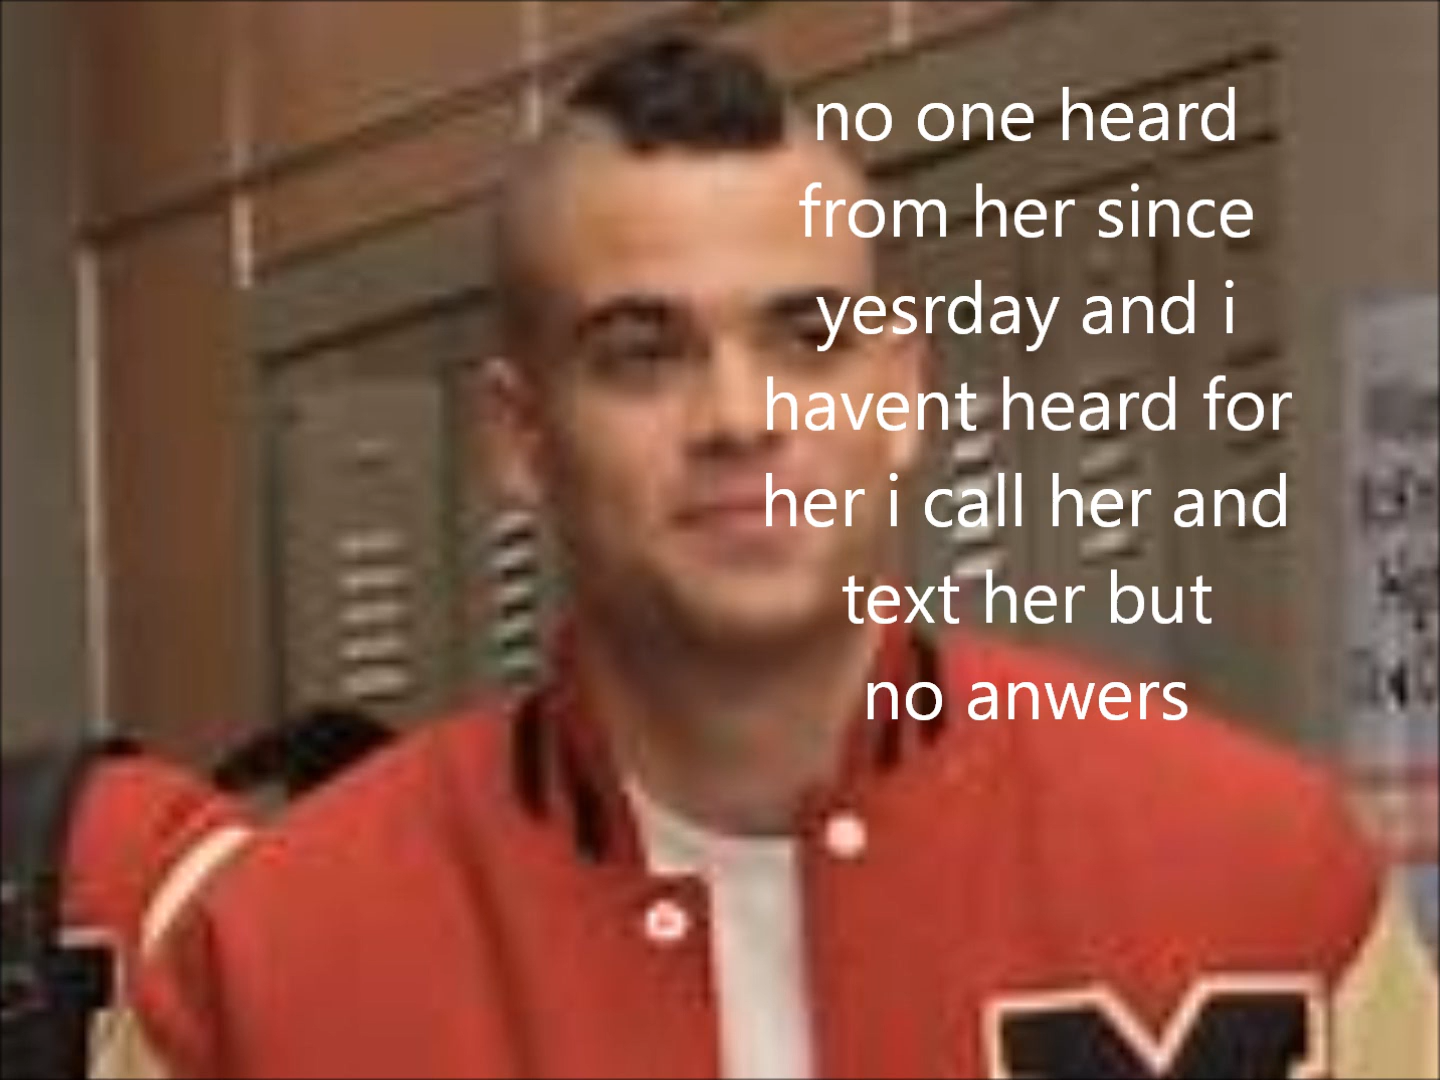 no one heard
from her since
yesrday and i
havent heard for
her i call her and
text her but
no anwers